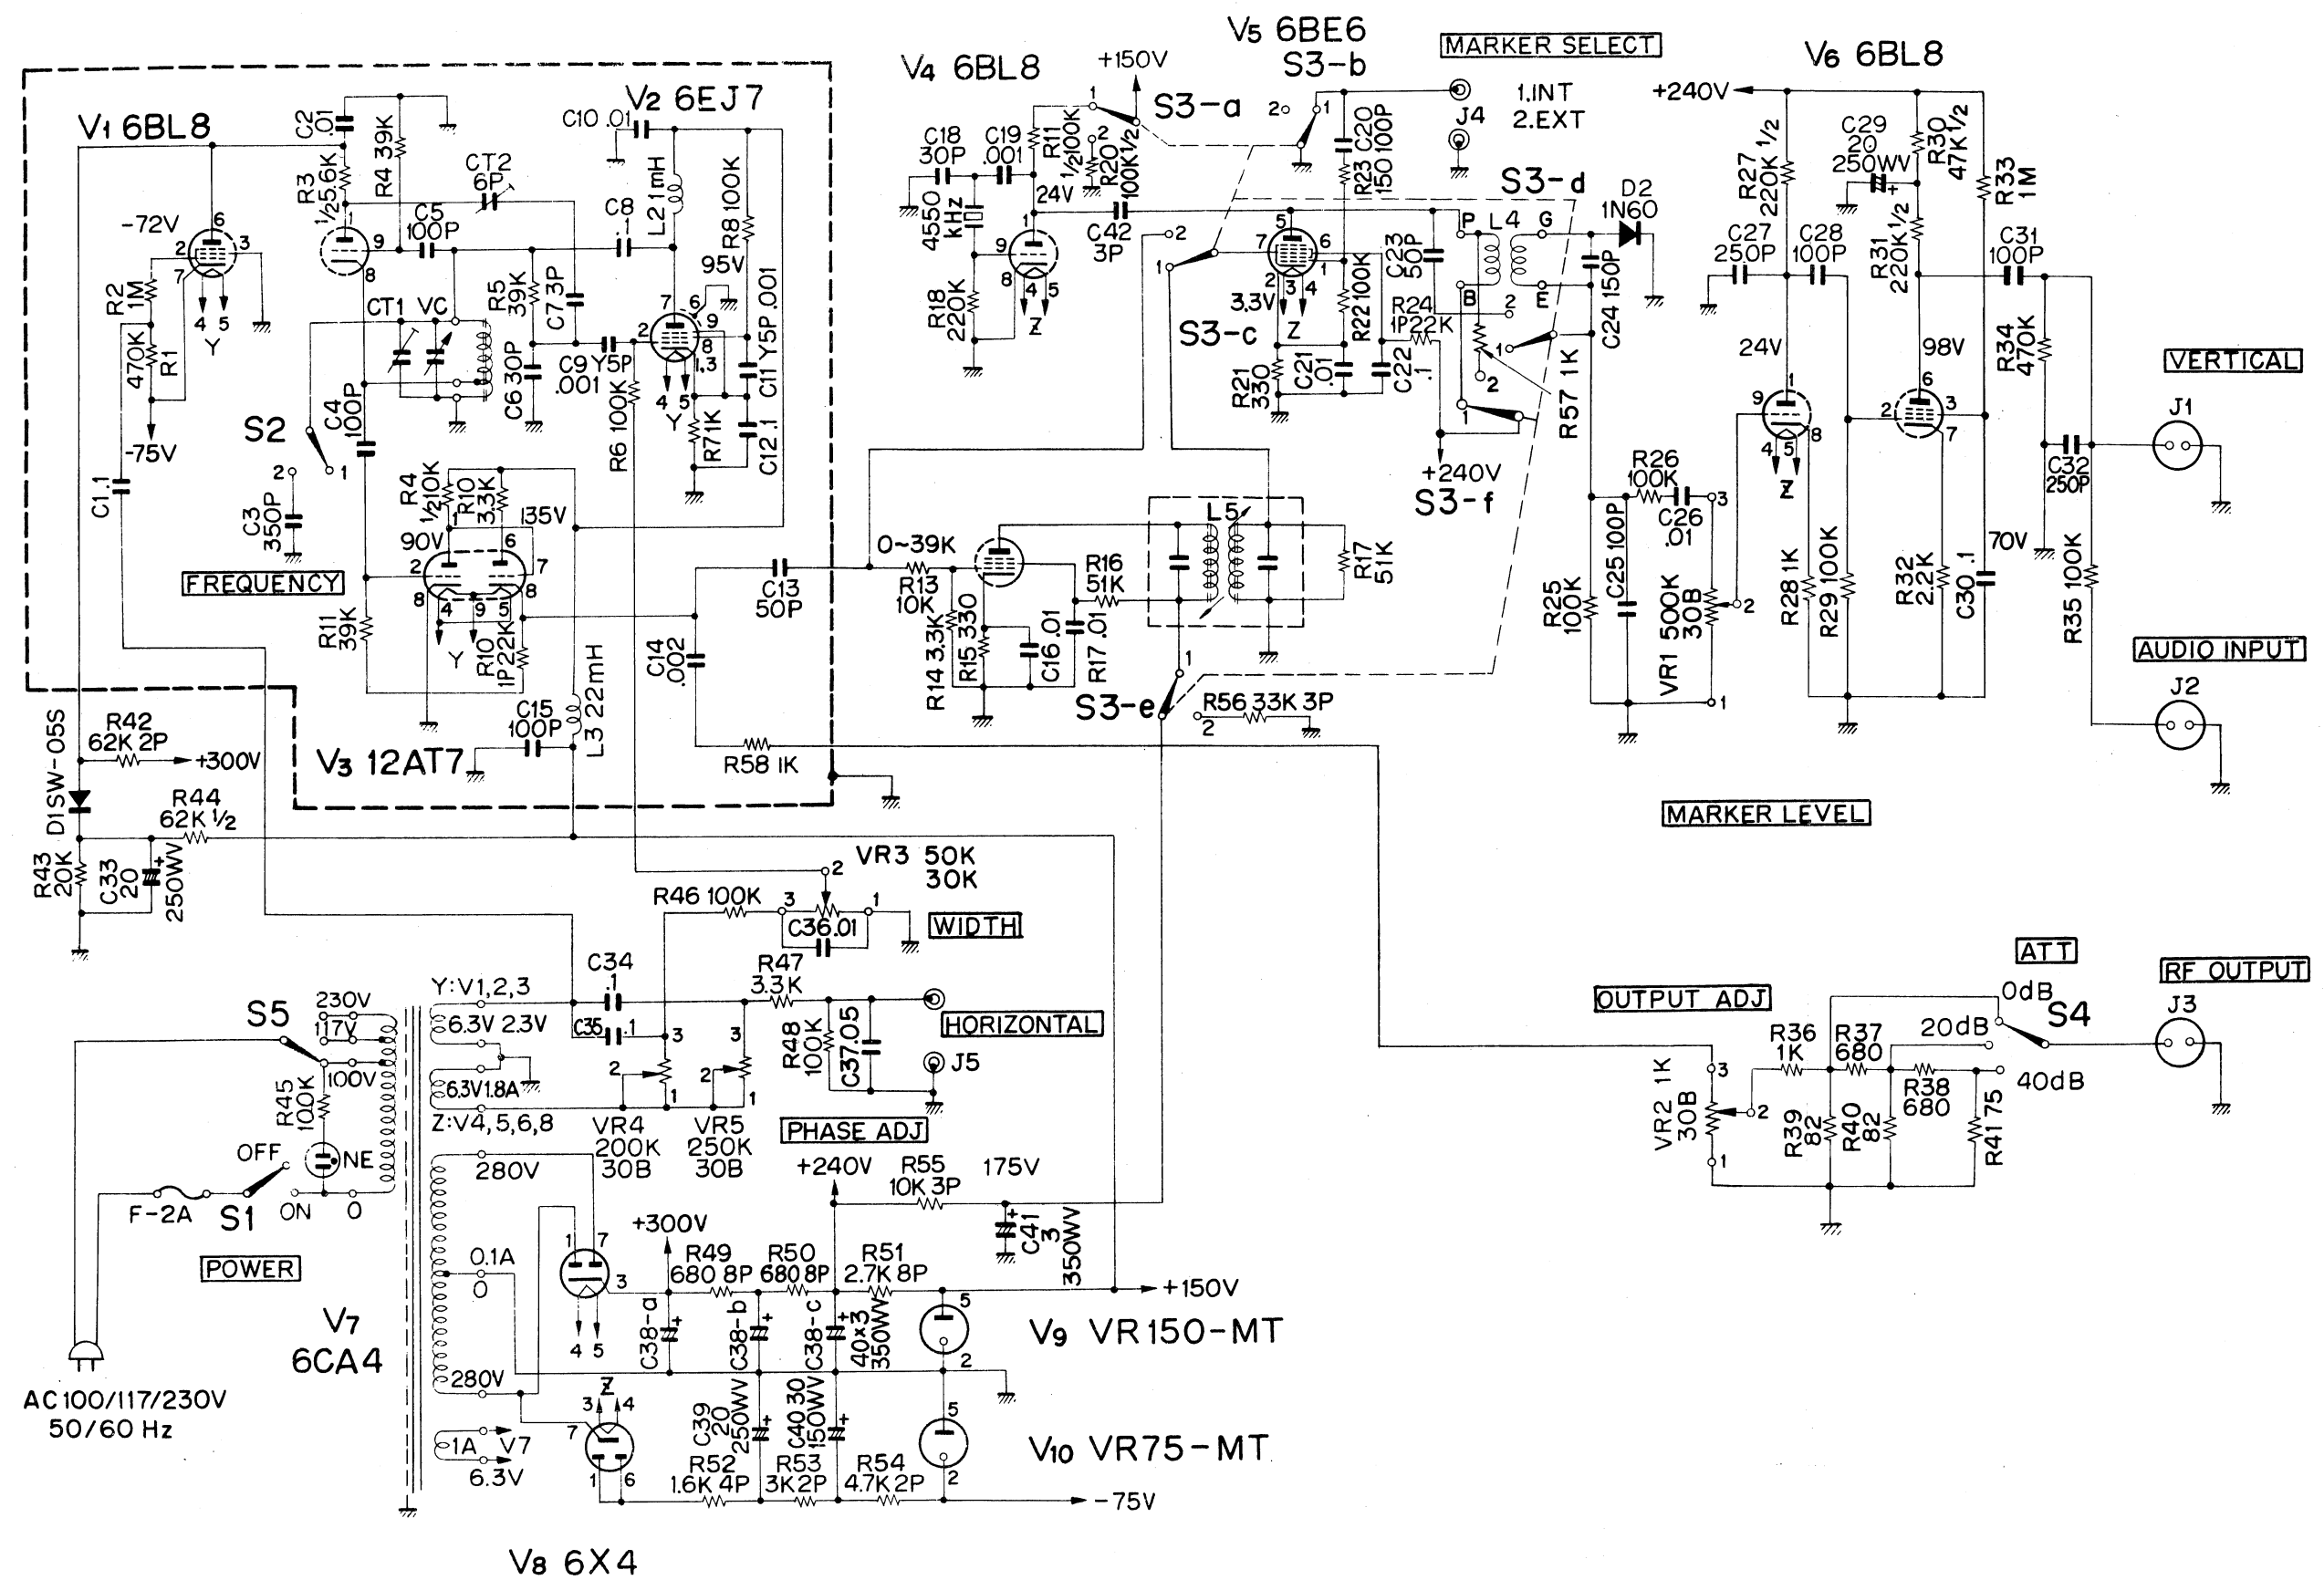 V5 6BE6
S3-b
MARKER SELECT
V6 6BL8
V4 6BL8
+150V
S3-a
1.INT
2.EXT
J4
+240V
V1 6BL8
V2 6EJ7
C2 .01
R4 39K
C10 .01
CT2
6P
R3
½5.6K
C5
100P
C8
.1
L2 1mH
R8 100K
95V
-72V
R2
1M
470K
R1
-75V
4 5
Y
CT1 VC
R5
39K
C7 3P
C6 30P
C9 Y5P
.001
C11 Y5P .001
C12 .1
R7 1K
R6 100K
1,3
C4
100P
S2
C3
350P
C1 .1
FREQUENCY
R4
½10K
R10
3.3K
135V
90V
R11
39K
R10
1P22K
V3 12AT7
C15
100P
L3 22mH
C13
50P
C14
.002
R58 1K
C18
30P
C19
.001
R11
½100K
R20
100K½
4550
kHz
24V
R18
220K
C42
3P
C20
100P
R23
150
S3-d
D2
1N60
P L4 G
B E
C23
50P
C24 150P
3.3V
Z
S3-c
R22 100K
R24
1P22K
R21
330
C21
.01
C22
.1
R57 1K
+240V
S3-f
L5
0~39K
R13
10K
R16
51K
R17
51K
R14 3.3K
R15 330
C16 .01
R17 .01
S3-e
R56 33K 3P
R25
100K
C25 100P
R26
100K
C26
.01
VR1 500K
30B
R27
220K ½
C29
20
250WV
R30
47K½
R33
1M
C27
250P
C28
100P
R31
220K½
C31
100P
24V
98V
R34
470K
VERTICAL
J1
C32
250P
R28 1K
R29 100K
R32
2.2K
C30 .1
70V
R35 100K
AUDIO INPUT
J2
MARKER LEVEL
R42
62K 2P
+300V
D1 SW-05S
R44
62K ½
R43
20K
C33
20
250WV
VR3 50K
30K
R46 100K
C36 .01
WIDTH
C34
.1
R47
3.3K
C35 .1
R48
100K
C37 .05
HORIZONTAL
J5
Y:V1,2,3
6.3V 2.3V
6.3V 1.8A
Z:V4,5,6,8
VR4
200K
30B
VR5
250K
30B
PHASE ADJ
S5
230V
117V
100V
R45
100K
OFF
NE
F-2A
S1
ON
0
POWER
280V
0.1A
0
280V
1A V7
6.3V
V7
6CA4
AC100/117/230V
50/60 Hz
V8 6X4
+300V
+240V
R55
10K 3P
175V
C41
3
350WV
R49
680 8P
R50
680 8P
R51
2.7K 8P
+150V
C38-a
C38-b
C38-c
40×3
350WV
V9 VR150-MT
C39
20
250WV
C40 30
150WV
V10 VR75-MT
R52
1.6K 4P
R53
3K2P
R54
4.7K 2P
-75V
OUTPUT ADJ
ATT
RF OUTPUT
J3
0dB
20dB
40dB
S4
R36
1K
R37
680
R38
680
VR2 1K
30B
R39
82
R40
82
R41 75